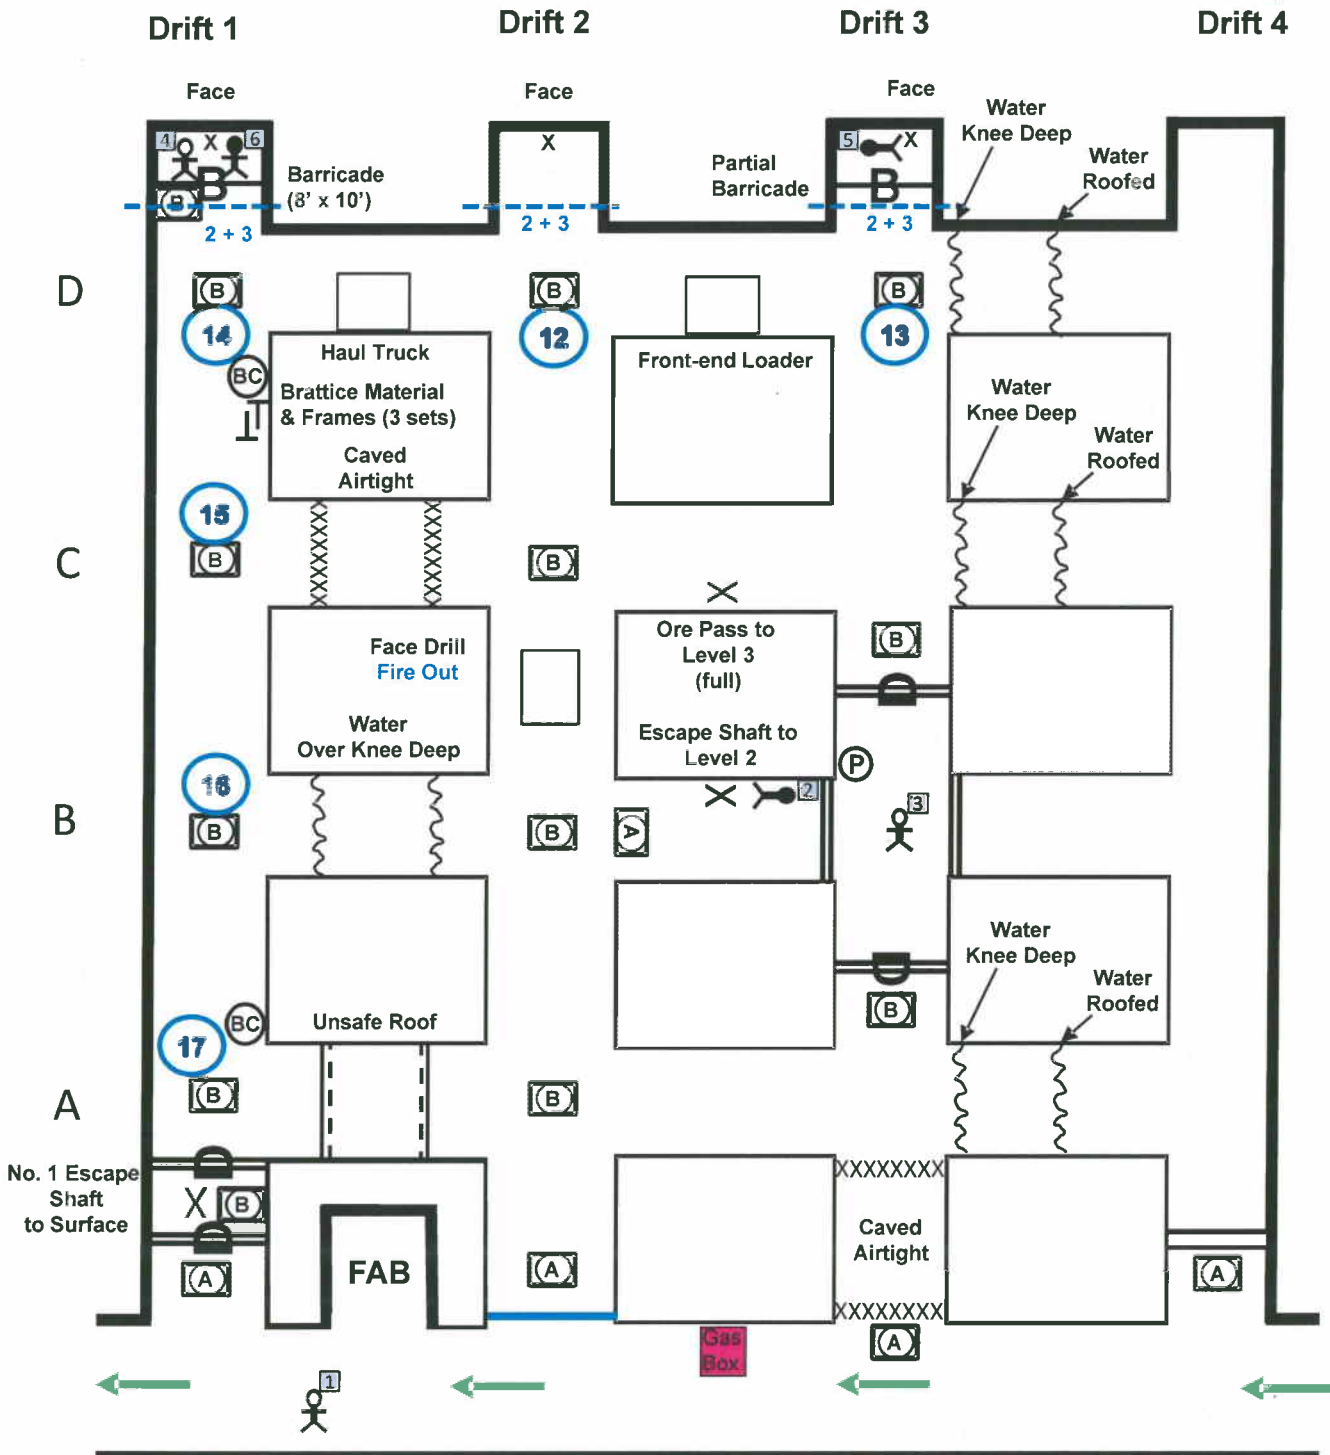 Drift 1
Drift 2
Drift 3
Drift 4
Face
Face
Face
Water
Knee Deep
4
X
6
X
5
X
Water
Roofed
Partial
Barricade
Barricade
(8' x 10')
B
B
B
2 + 3
2 + 3
2 + 3
D
B
B
B
14
12
13
Haul Truck
Front-end Loader
BC
Brattice Material
& Frames (3 sets)
Water
Knee Deep
Caved
Airtight
Water
Roofed
15
C
B
B
Ore Pass to
Level 3
(full)
B
Face Drill
Fire Out
Water
Over Knee Deep
Escape Shaft to
Level 2
P
2
3
B
B
B
A
Water
Knee Deep
Water
Roofed
BC
Unsafe Roof
B
17
A
B
B
No. 1 Escape
Shaft
to Surface
X
B
Caved
Airtight
FAB
A
A
A
Gas
Box
A
1